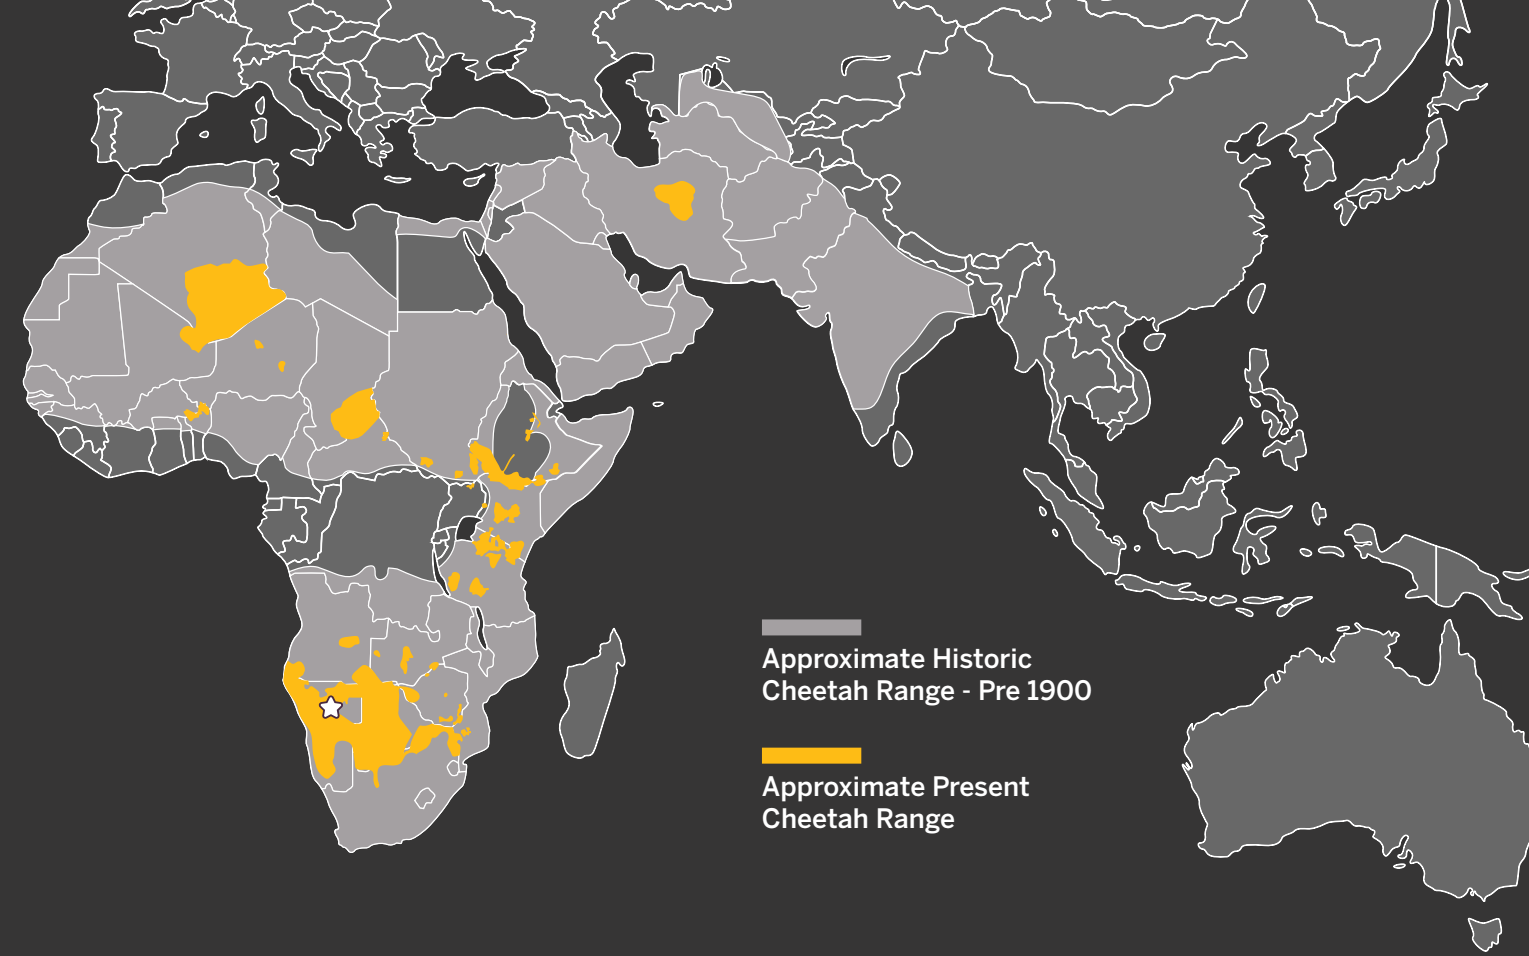 Approximate Historic
Cheetah Range - Pre 1900
Approximate Present
Cheetah Range